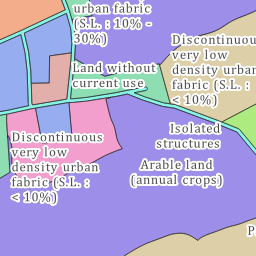 urban fabric
(S.L. : 10% -
30%)
Discontinuous
very low
density urban
fabric (S.L. :
< 10%)
Land without
current use
Isolated
structures
Discontinuous
very low
density urban
fabric (S.L. :
< 10%)
Arable land
(annual crops)
P